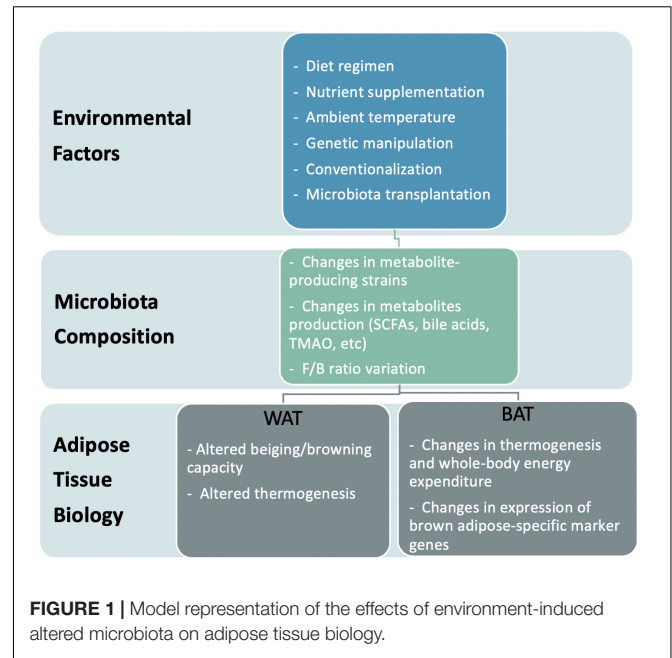 Environmental
Factors
- Diet regimen
- Nutrient supplementation
- Ambient temperature
- Genetic manipulation
- Conventionalization
- Microbiota transplantation
Microbiota
Composition
- Changes in metabolite-
producing strains
- Changes in metabolites
production (SCFAs, bile acids,
TMAO, etc)
- F/B ratio variation
Adipose
Tissue
Biology
WAT
- Altered beiging/browning
capacity
- Altered thermogenesis
BAT
- Changes in thermogenesis
and whole-body energy
expenditure
- Changes in expression of
brown adipose-specific marker
genes
FIGURE 1 | Model representation of the effects of environment-induced
altered microbiota on adipose tissue biology.